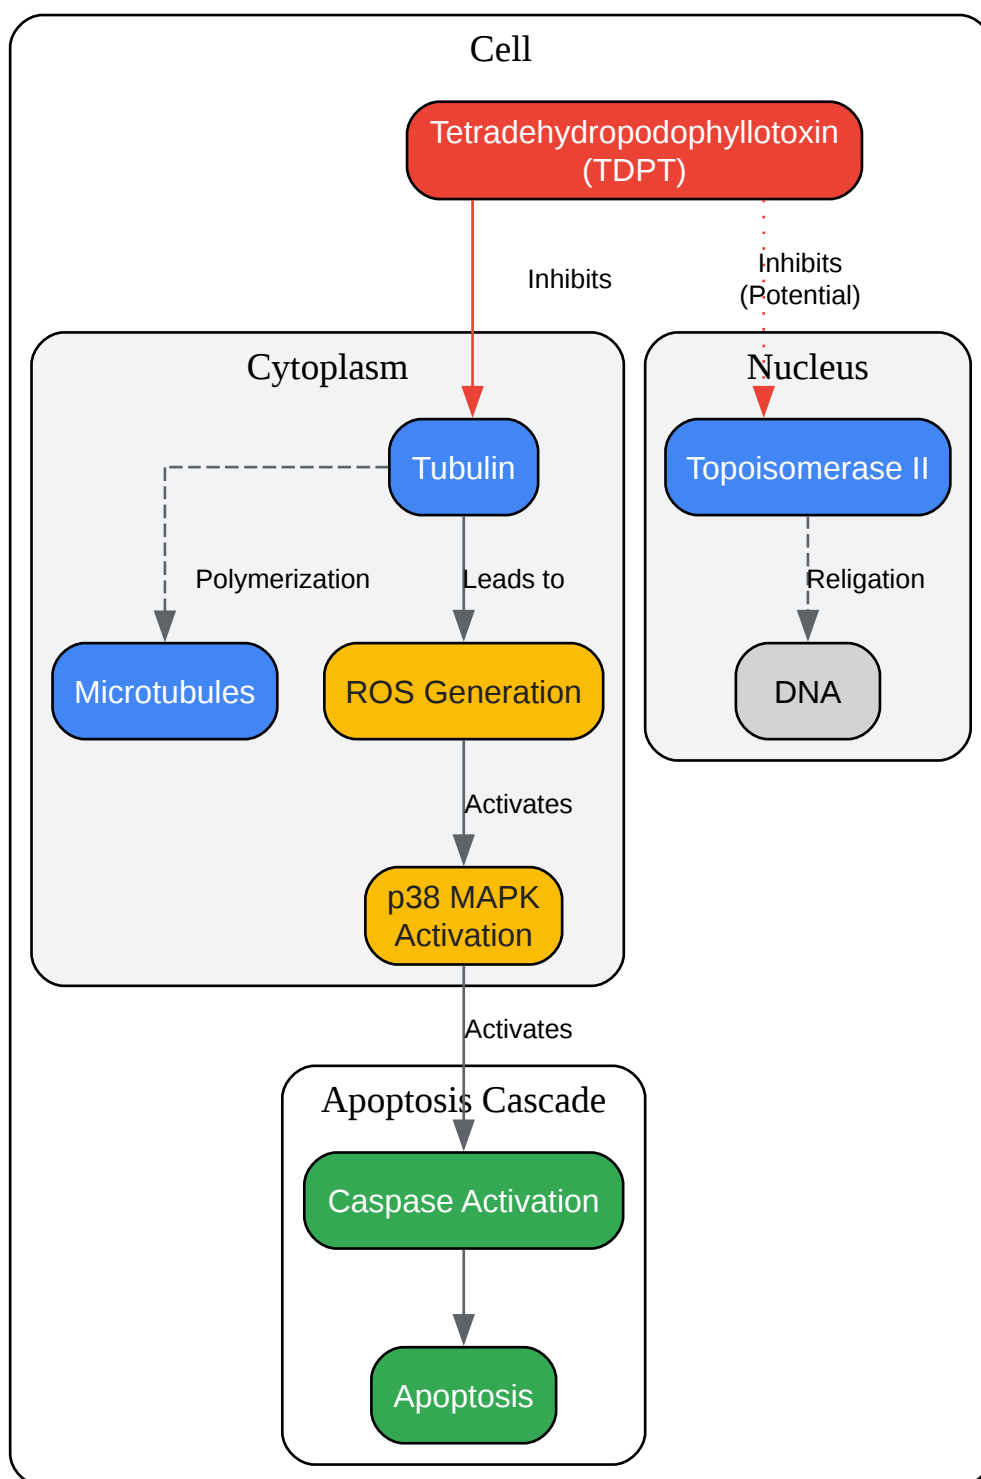 Cell
Tetradehydropodophyllotoxin
(TDPT)
Inhibits
Inhibits
(Potential)
Cytoplasm
Nucleus
Tubulin
Topoisomerase II
Polymerization
Leads to
Religation
Microtubules
ROS Generation
DNA
Activates
p38 MAPK
Activation
Activates
Apoptosis Cascade
Caspase Activation
Apoptosis